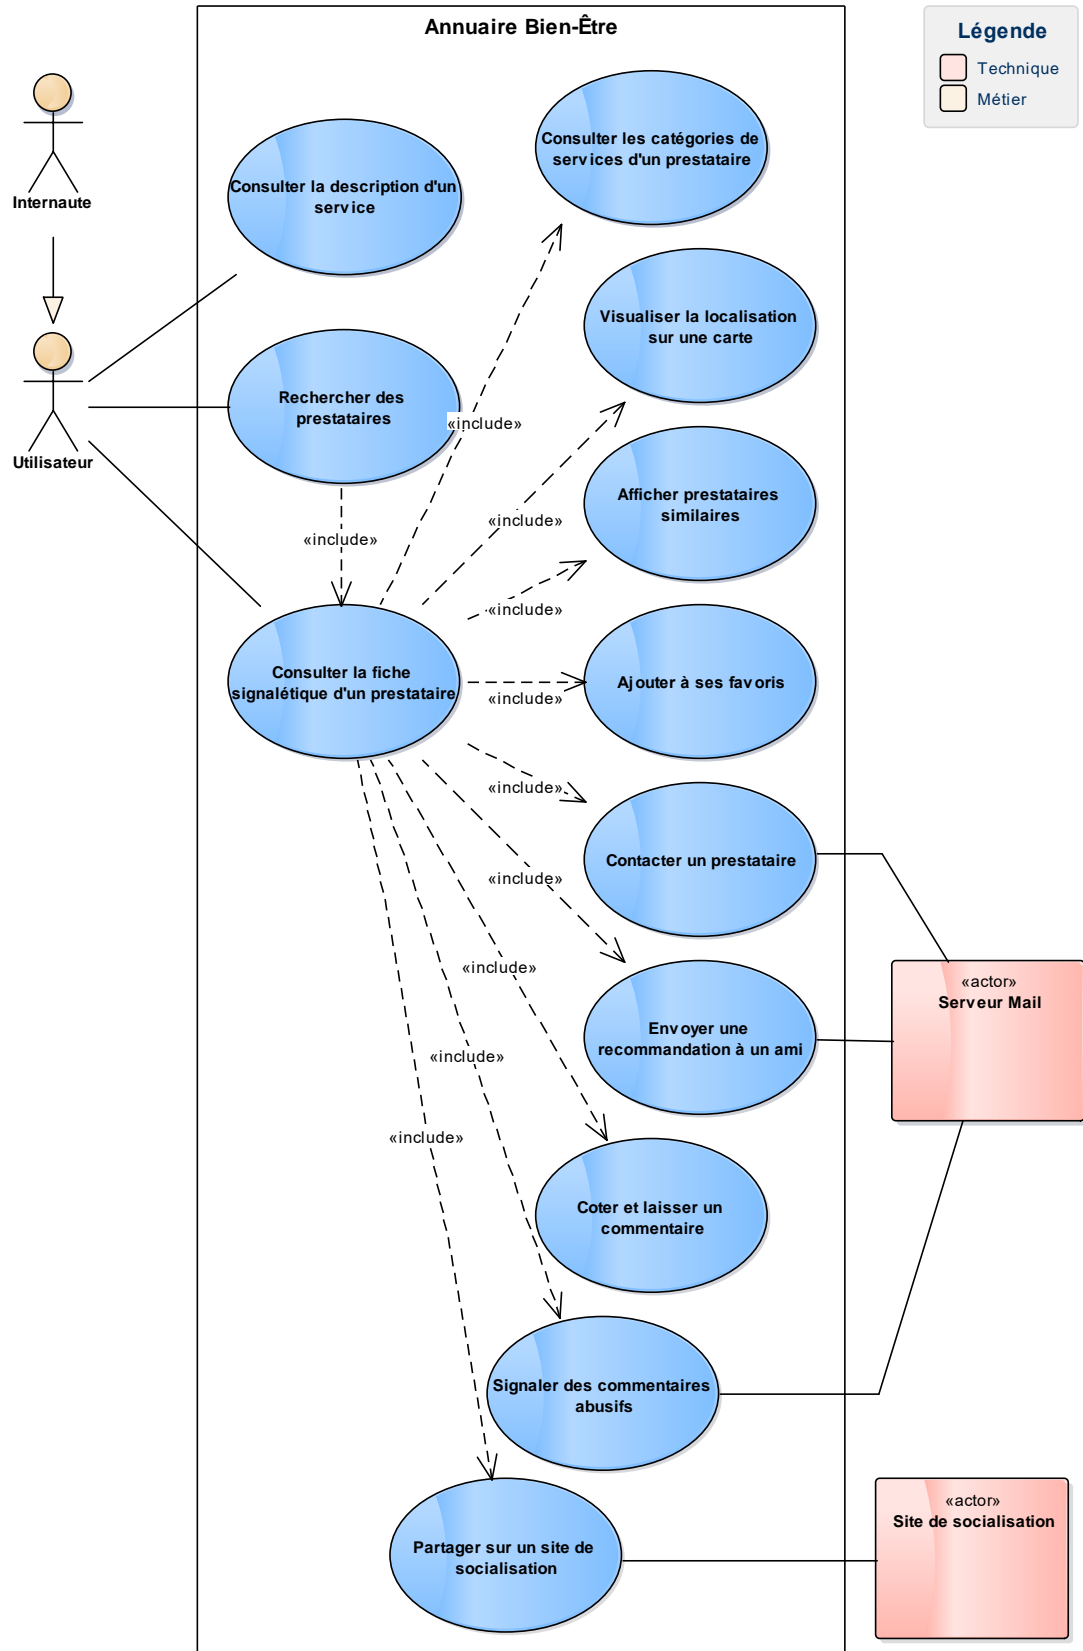 Annuaire Bien-Être
Légende
Technique
Métier
Internaute
Utilisateur
Consulter la description d'un
service
Consulter les catégories de
services d'un prestataire
Visualiser la localisation
sur une carte
Rechercher des
prestataires
«include»
«include»
Afficher prestataires
similaires
«include»
«include»
«include»
Consulter la fiche
signalétique d'un prestataire
Ajouter à ses favoris
«include»
«include»
Contacter un prestataire
«include»
«include»
«actor»
Serveur Mail
Envoyer une
recommandation à un ami
«include»
«include»
Coter et laisser un
commentaire
Signaler des commentaires
abusifs
«actor»
Site de socialisation
Partager sur un site de
socialisation